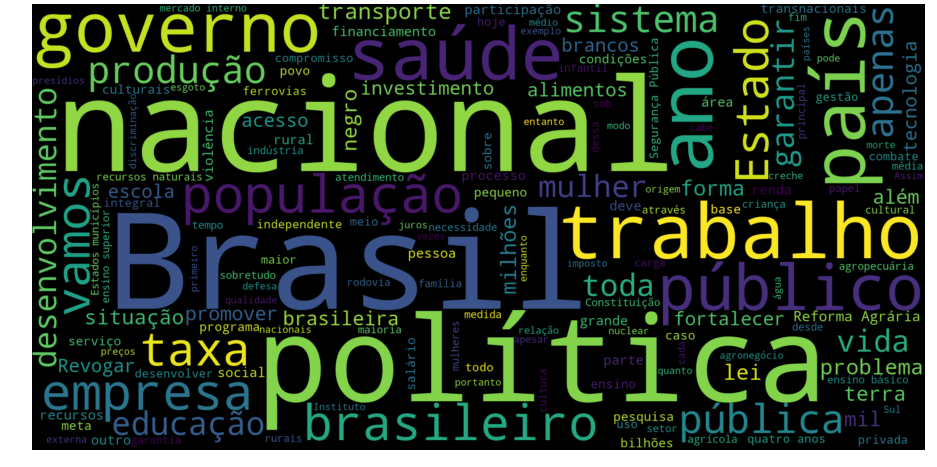 mercado interno
governo
hoje
transporte
participação
médio
sistema
transnacionais
fim
financiamento
exemplo
países
pode
país
apenas
tecnologia
saúde
brancos
condições
infantil
ano
Estado
garantir
presídios
esgoto
produção
compromisso
povo
culturais
ferrovias
investimento
alimentos
Segurança Pública
área
gestão
principal
nacional
desenvolvimento
discriminação
violência
acesso
rural
indústria
negro
sobre
entanto
sob
modo
dessa
cabe
morte
combate
média
Assim
recursos naturais
atendimento
processo
creche
papel
vamos
escola
integral
população
pequeno
mulher
origem
forma
renda
além
cultural
Estados municípios
ensino superior
tempo
independente
meio
juros
necessidade
vezes
milhões
deve
através
base
criança
Brasil
trabalho
primeiro
maior
sobretudo
defesa
qualidade
pessoa
rodovia
família
enquanto
imposto
carga
água
agropecuária
público
toda
Constituição
situação
promover
programa
nacionais
brasileira
maioria
medida
relação
apesar
grande
nuclear
caso
fortalecer
cada
desde
Reforma Agrária
vida
serviço
preços
Revogar
desenvolver
taxa
social
política
salário
mulheres
todo
portanto
cultura
parte
ensino
quanto
lei
agronegócio
problema
ensino básico
terra
empresa
recursos
meta
externa
outro
garantia
educação
rurais
Instituto
brasileiro
pesquisa
uso
setor
bilhões
pública
agrícola
mil
quatro anos
Sul
privada